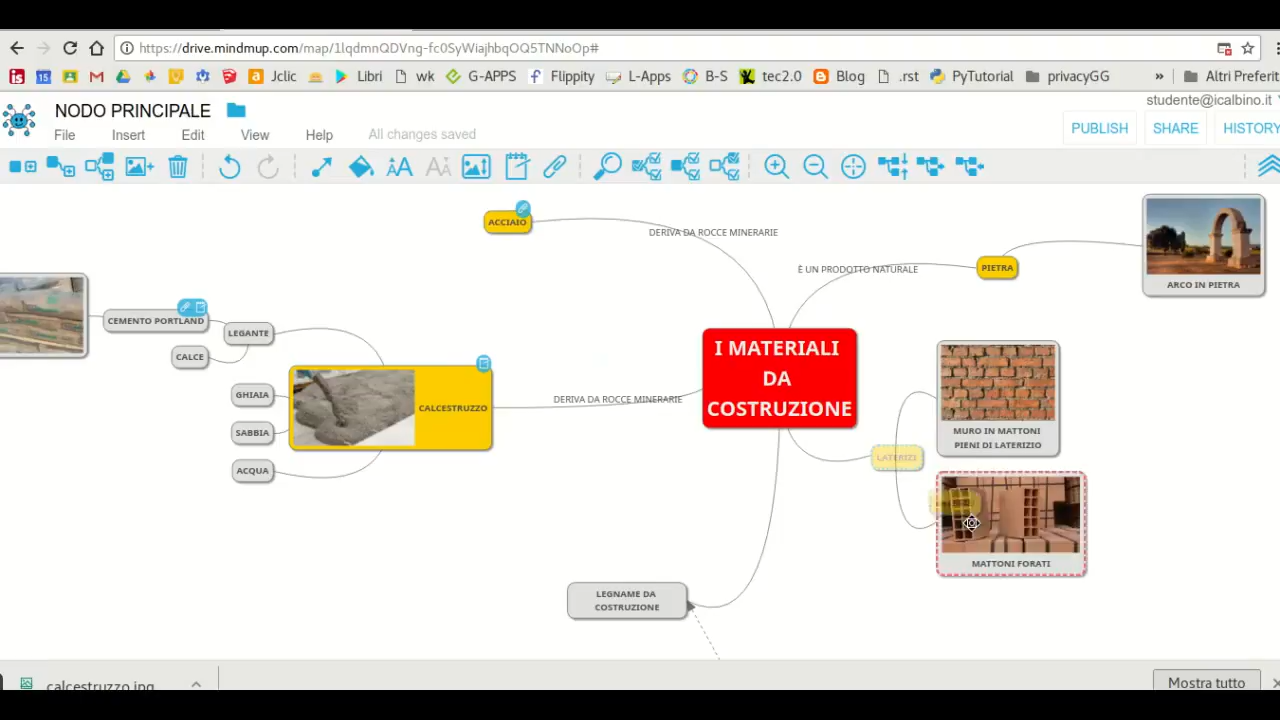 https://drive.mindmup.com/map/1lqdmnQDVng-fc0SyWiajhbqOQ5TNNoOp#
Jclic
Libri
wk
G-APPS
Flippity
L-Apps
B-S
tec2.0
Blog
.rst
PyTutorial
privacyGG
»
Altri Preferit
NODO PRINCIPALE
student@icalbino.it
File
Insert
Edit
View
Help
All changes saved
PUBLISH
SHARE
HISTORY
ACCIAIO
DERIVA DA ROCCE MINERARIE
È UN PRODOTTO NATURALE
PIETRA
ARCO IN PIETRA
CEMENTO PORTLAND
LEGANTE
CALCE
GHIAIA
SABBIA
ACQUA
CALCESTRUZZO
DERIVA DA ROCCE MINERARIE
I MATERIALI
DA
COSTRUZIONE
MURO IN MATTONI
PIENI DI LATERIZIO
LATERIZI
MATTONI FORATI
LEGNAME DA
COSTRUZIONE
calcestruzzo.jpg
Mostra tutto